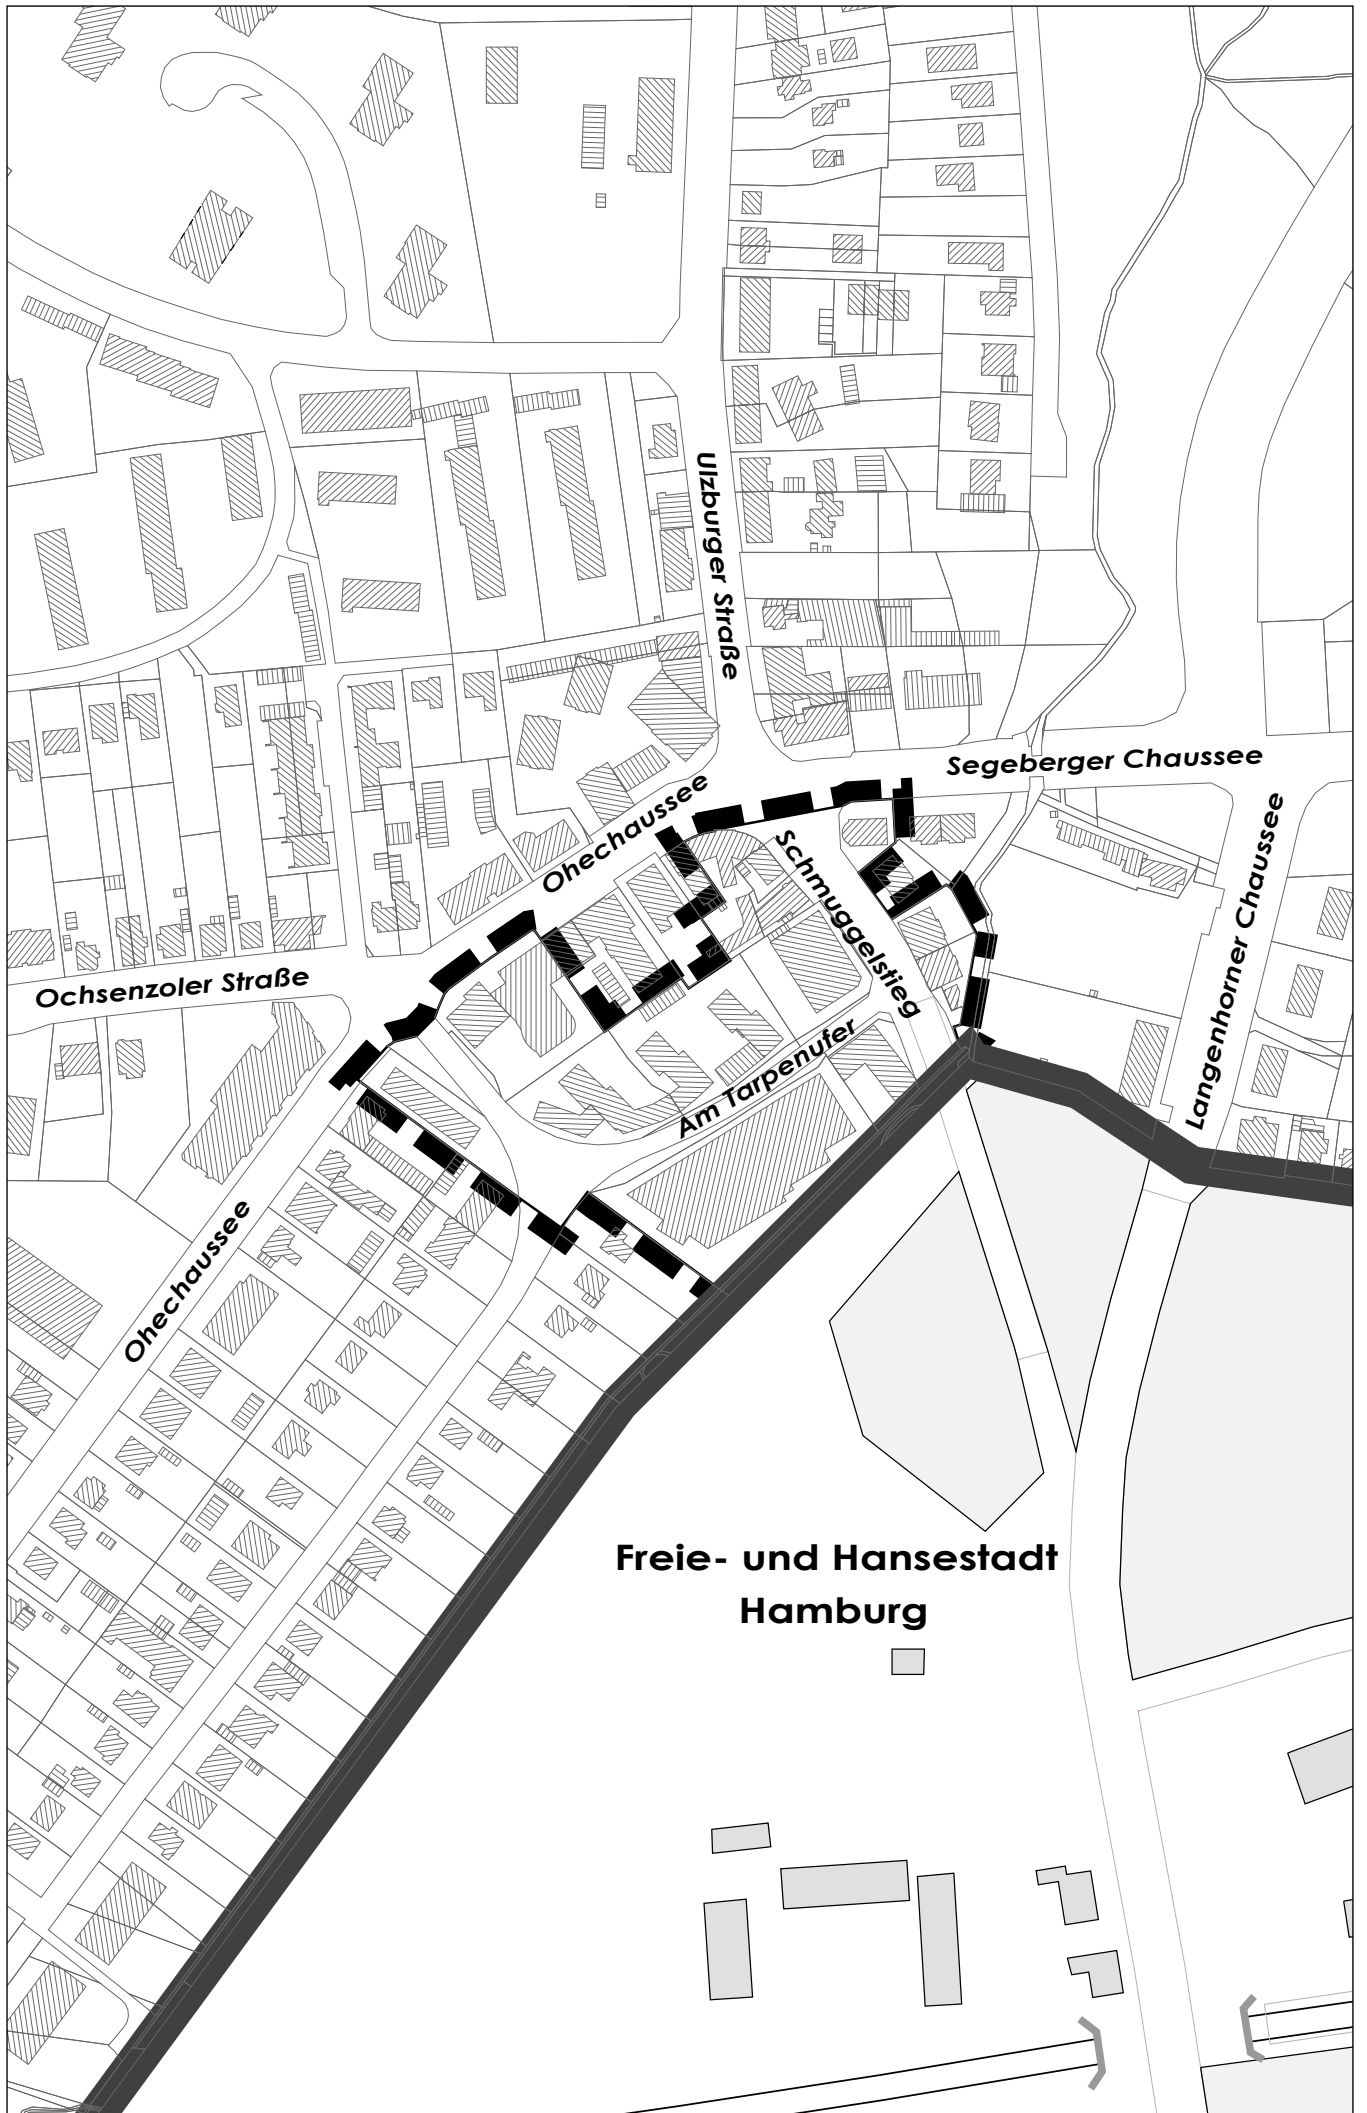 Ulzburger Straße
Segeberger Chaussee
Ohechaussee
Schmuggelstieg
Langenhorner Chaussee
Ochsenzoler Straße
Am Tarpenufer
Ohechaussee
Freie- und Hansestadt
Hamburg